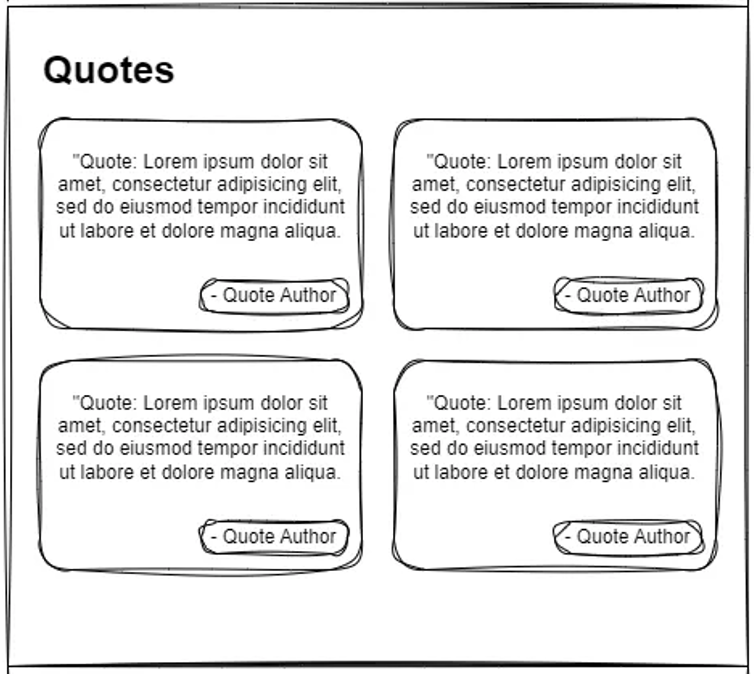 Quotes
"Quote: Lorem ipsum dolor sit
amet, consectetur adipisicing elit,
sed do eiusmod tempor incididunt
ut labore et dolore magna aliqua.
- Quote Author
"Quote: Lorem ipsum dolor sit
amet, consectetur adipisicing elit,
sed do eiusmod tempor incididunt
ut labore et dolore magna aliqua.
- Quote Author
"Quote: Lorem ipsum dolor sit
amet, consectetur adipisicing elit,
sed do eiusmod tempor incididunt
ut labore et dolore magna aliqua.
- Quote Author
"Quote: Lorem ipsum dolor sit
amet, consectetur adipisicing elit,
sed do eiusmod tempor incididunt
ut labore et dolore magna aliqua.
- Quote Author